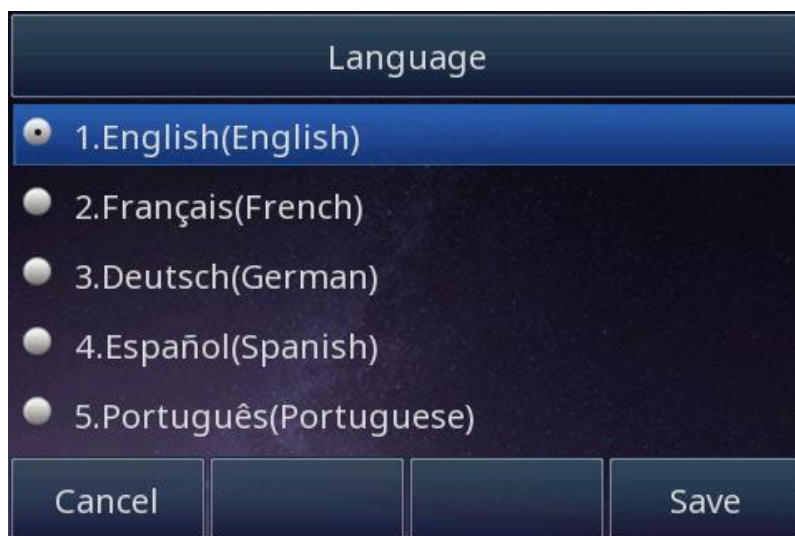 Language
1.English(English)
2.Français(French)
3.Deutsch(German)
4.Español(Spanish)
5.Português(Portuguese)
Cancel Save